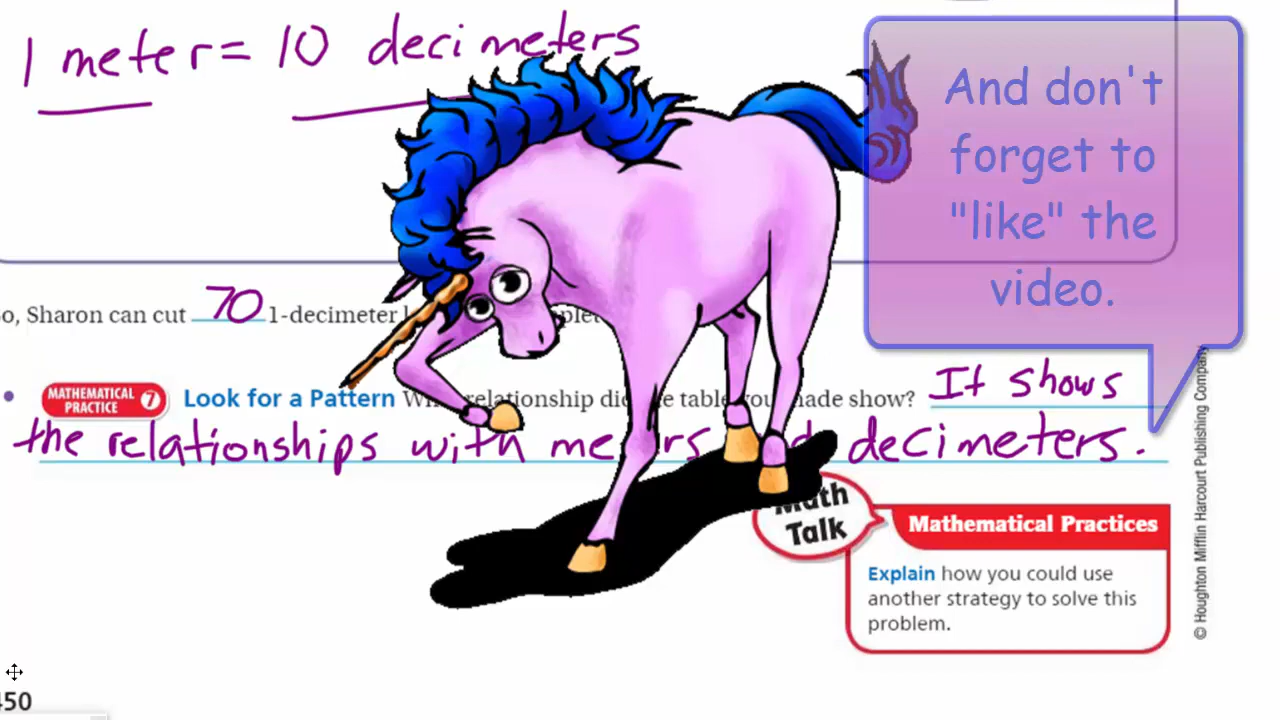 1 meter = 10 decimeters
And don't
forget to
"like" the
video.
o, Sharon can cut 70 1-decimeter
• MATHEMATICAL PRACTICE 7 Look for a Pattern relationship did table you made show? It shows
the relationships with decimeters.
Math
Talk
Mathematical Practices
Explain how you could use
another strategy to solve this
problem.
© Houghton Mifflin Harcourt Publishing Company
450